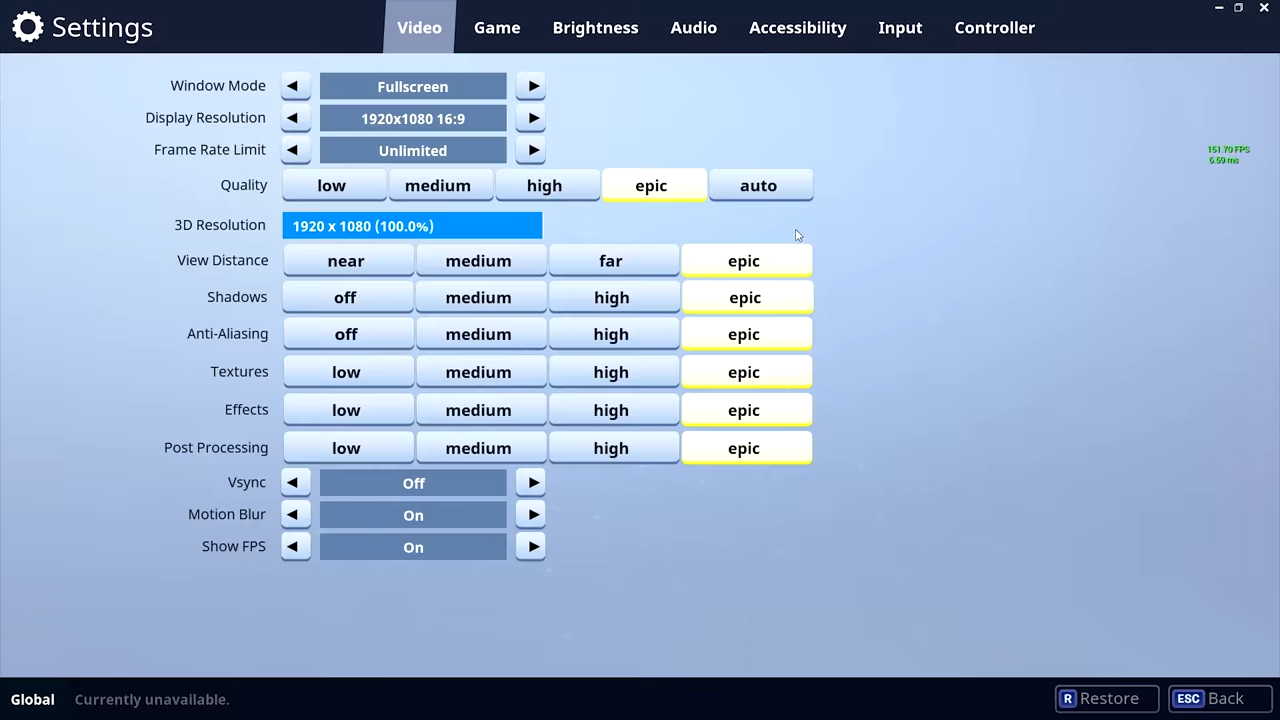 Settings
Video Game Brightness Audio Accessibility Input Controller
Window Mode Fullscreen
Display Resolution 1920x1080 16:9
Frame Rate Limit Unlimited
151.70 FPS
6.59 ms
Quality low medium high epic auto
3D Resolution 1920 x 1080 (100.0%)
View Distance near medium far epic
Shadows off medium high epic
Anti-Aliasing off medium high epic
Textures low medium high epic
Effects low medium high epic
Post Processing low medium high epic
Vsync Off
Motion Blur On
Show FPS On
Global Currently unavailable. R Restore ESC Back